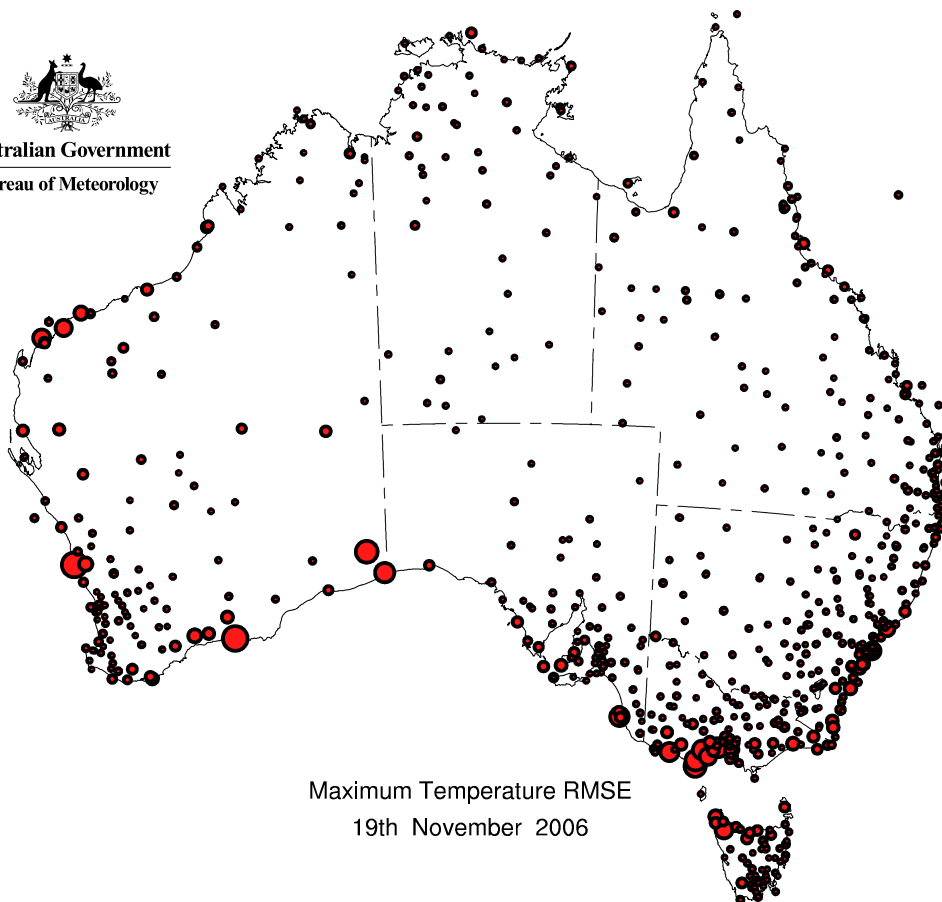 AUSTRALIA
tralian Government
reau of Meteorology
Maximum Temperature RMSE
19th November 2006